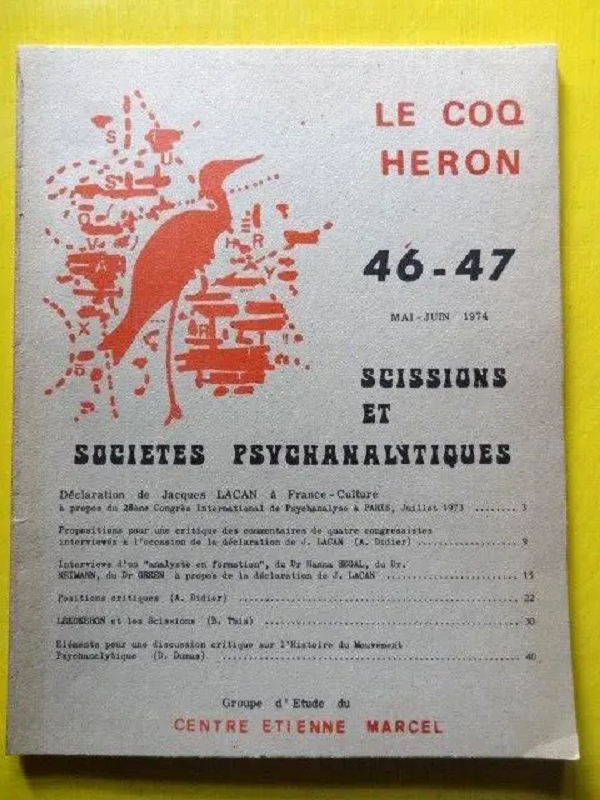 LE COQ
HERON
46-47
MAI-JUIN 1974
SCISSIONS
ET
SOCIETES PSYCHANALYTIQUES
Déclaration de Jacques LACAN à France-Culture
à propos du 28ème Congrès International de Psychanalyse à PARIS, Juillet 1973 ........ 3
Propositions pour une critique des commentaires de quatre congressistes
interviewés à l'occasion de la déclaration de J. LACAN (A. Didier) .................. 9
Interviews d'un "analyste en formation", du Dr Hanna SEGAL, du Dr.
NEIMANN, du Dr GREEN à propos de la déclaration de J. LACAN ...................... 15
Positions critiques (A. Didier) ............................................. 22
LEKOKERON et les Scissions (B. This) ........................................ 30
Eléments pour une discussion critique sur l'Histoire du Mouvement
Psychanalytique (D. Dumas) .................................................. 40
Groupe d'Etude du
CENTRE ETIENNE MARCEL